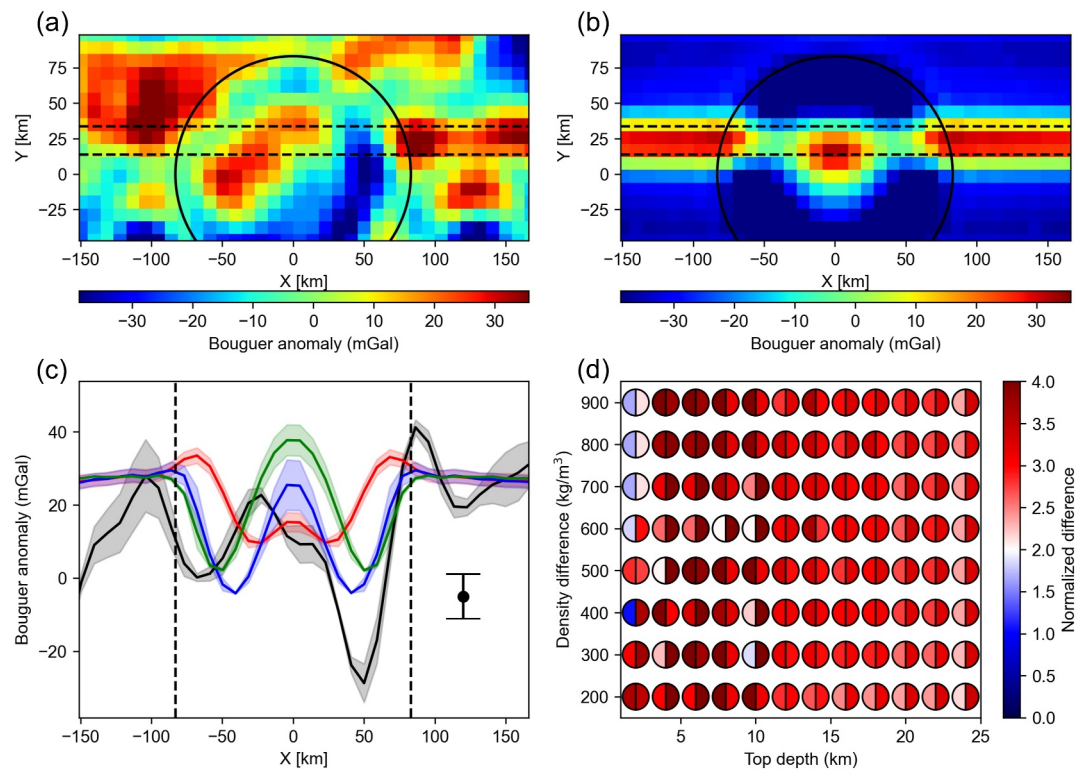 (a)
(b)
75
50
25
0
−25
Y [km]
−150 −100 −50 0 50 100 150
X [km]
−30 −20 −10 0 10 20 30
Bouguer anomaly (mGal)
75
50
25
0
−25
Y [km]
−150 −100 −50 0 50 100 150
X [km]
−30 −20 −10 0 10 20 30
Bouguer anomaly (mGal)
(c)
40
20
0
−20
Bouguer anomaly (mGal)
−150 −100 −50 0 50 100 150
X [km]
(d)
900
800
700
600
500
400
300
200
Density difference (kg/m³)
5 10 15 20 25
Top depth (km)
4.0
3.5
3.0
2.5
2.0
1.5
1.0
0.5
0.0
Normalized difference